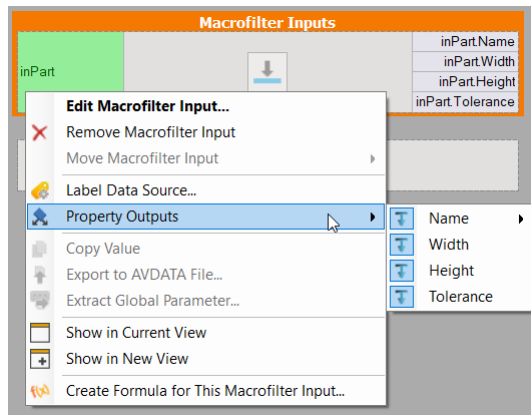 Macrofilter Inputs
inPart
inPart.Name
inPart.Width
inPart.Height
inPart.Tolerance
Edit Macrofilter Input...
Remove Macrofilter Input
Move Macrofilter Input
Label Data Source...
Property Outputs
Name
Width
Height
Tolerance
Copy Value
Export to AVDATA File...
Extract Global Parameter...
Show in Current View
Show in New View
f(x) Create Formula for This Macrofilter Input...